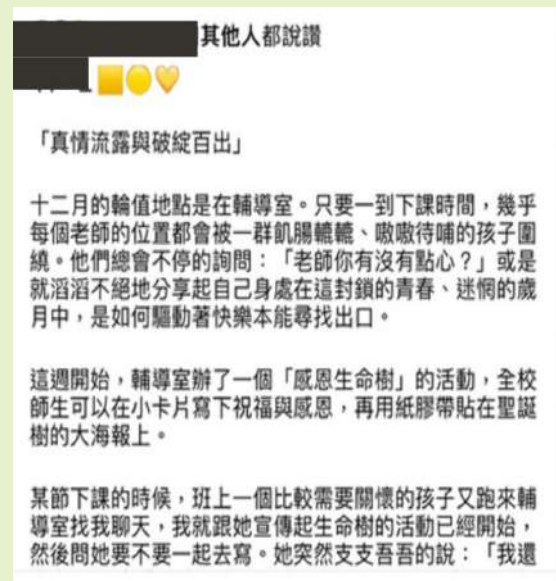 其他人都說讚
「真情流露與破綻百出」
十二月的輪值地點是在輔導室。只要一到下課時間，幾乎
每個老師的位置都會被一群飢腸轆轆、嗷嗷待哺的孩子圍
繞。他們總會不停的詢問：「老師你有沒有點心？」或是
就滔滔不絕地分享起自己身處在這封鎖的青春、迷惘的歲
月中，是如何驅動著快樂本能尋找出口。
這週開始，輔導室辦了一個「感恩生命樹」的活動，全校
師生可以在小卡片寫下祝福與感恩，再用紙膠帶貼在聖誕
樹的大海報上。
某節下課的時候，班上一個比較需要關懷的孩子又跑來輔
導室找我聊天，我就跟她宣傳起生命樹的活動已經開始，
然後問她要不要一起去寫。她突然支支吾吾的說：「我還